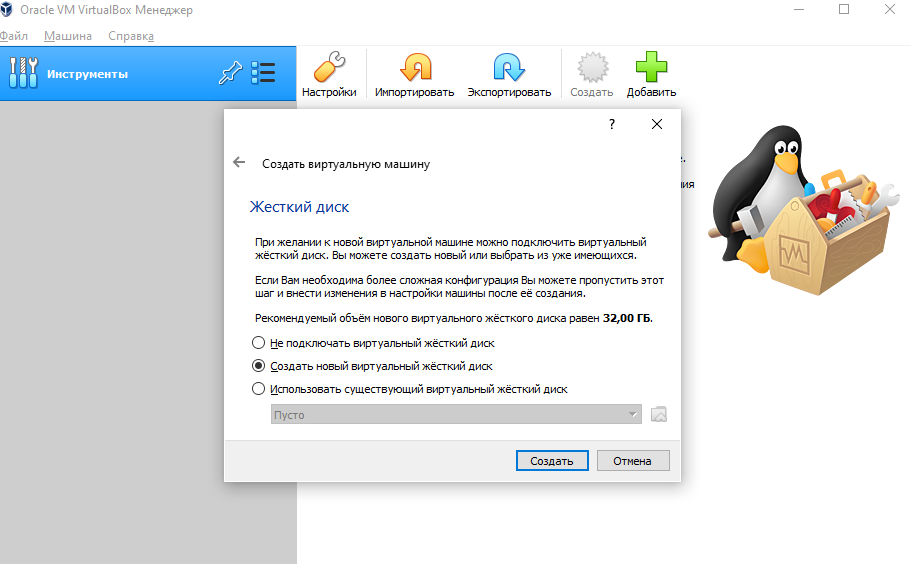 Oracle VM VirtualBox Менеджер
Файл Машина Справка
Инструменты
Настройки Импортировать Экспортировать Создать Добавить
?
Создать виртуальную машину
Жесткий диск
При желании к новой виртуальной машине можно подключить виртуальный
жёсткий диск. Вы можете создать новый или выбрать из уже имеющихся.
Если Вам необходима более сложная конфигурация Вы можете пропустить этот
шаг и внести изменения в настройки машины после её создания.
Рекомендуемый объём нового виртуального жёсткого диска равен 32,00 ГБ.
Не подключать виртуальный жёсткий диск
Создать новый виртуальный жёсткий диск
Использовать существующий виртуальный жёсткий диск
Пусто
Создать Отмена